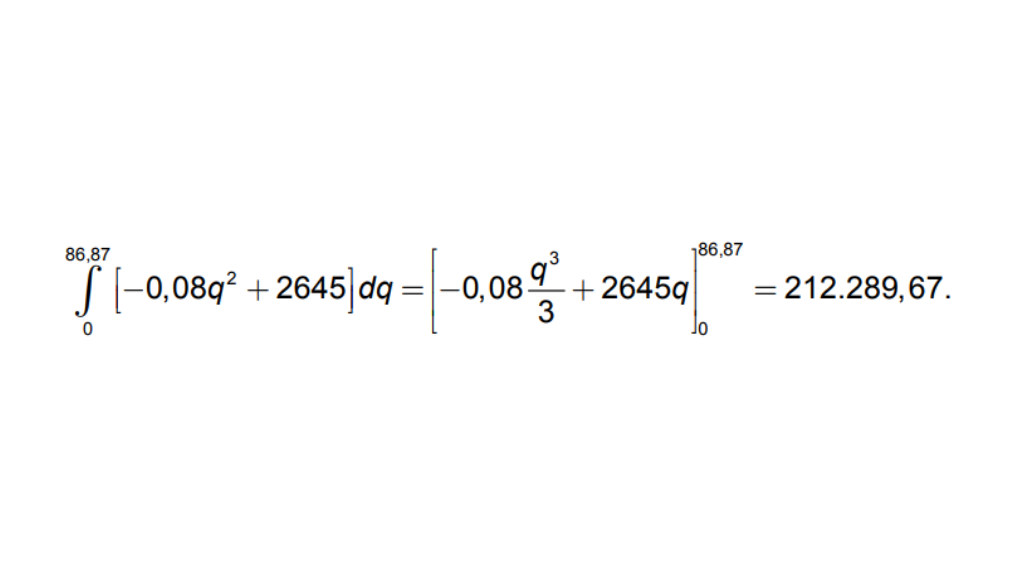 ∫₀^{86,87} [−0,08q² + 2645] dq = [−0,08 q³/3 + 2645q]₀^{86,87} = 212.289,67.